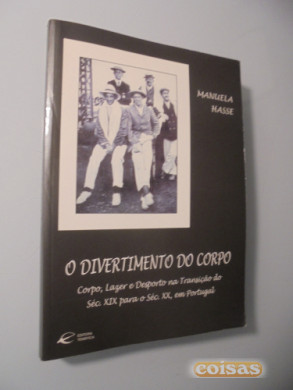 MANUELA
HASSE
O DIVERTIMENTO DO CORPO
Corpo, Lazer e Desporto na Transição do
Séc. XIX para o Séc. XX, em Portugal
coisas